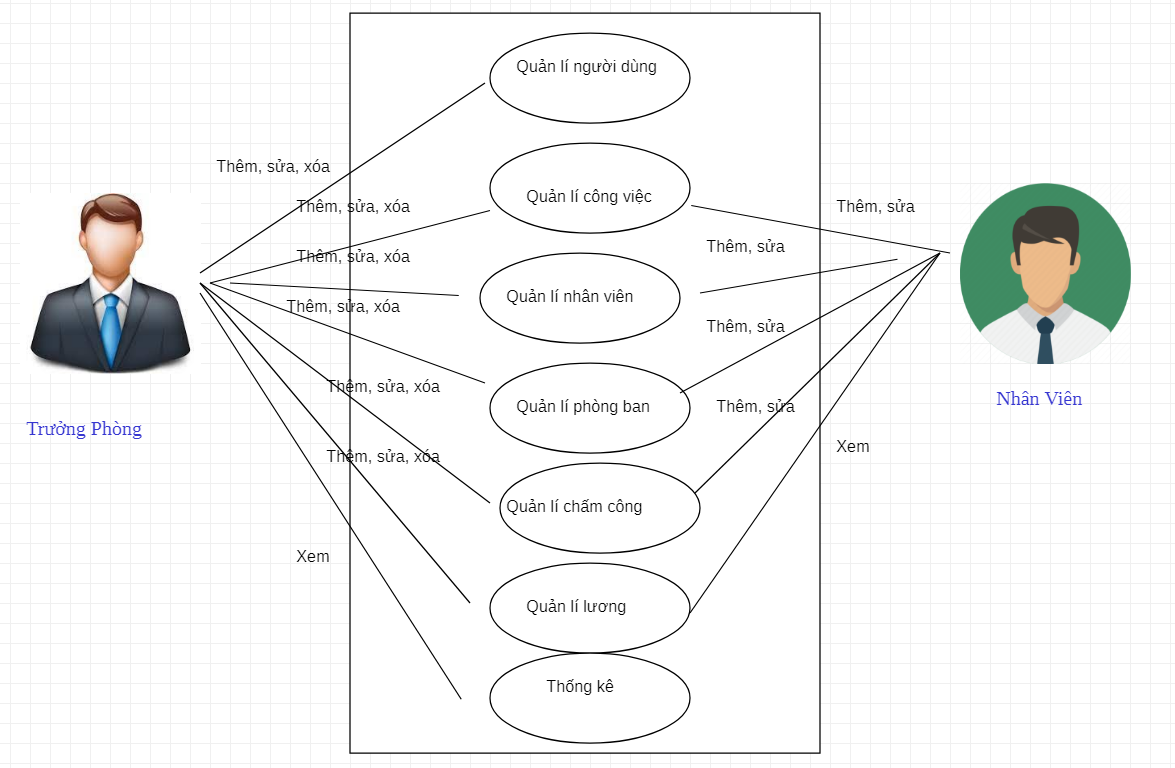 Quản lí người dùng
Thêm, sửa, xóa
Quản lí công việc
Thêm, sửa, xóa
Thêm, sửa
Thêm, sửa, xóa
Thêm, sửa
Quản lí nhân viên
Thêm, sửa, xóa
Thêm, sửa
Thêm, sửa, xóa
Quản lí phòng ban
Thêm, sửa
Nhân Viên
Trưởng Phòng
Thêm, sửa, xóa
Xem
Quản lí chấm công
Xem
Quản lí lương
Thống kê